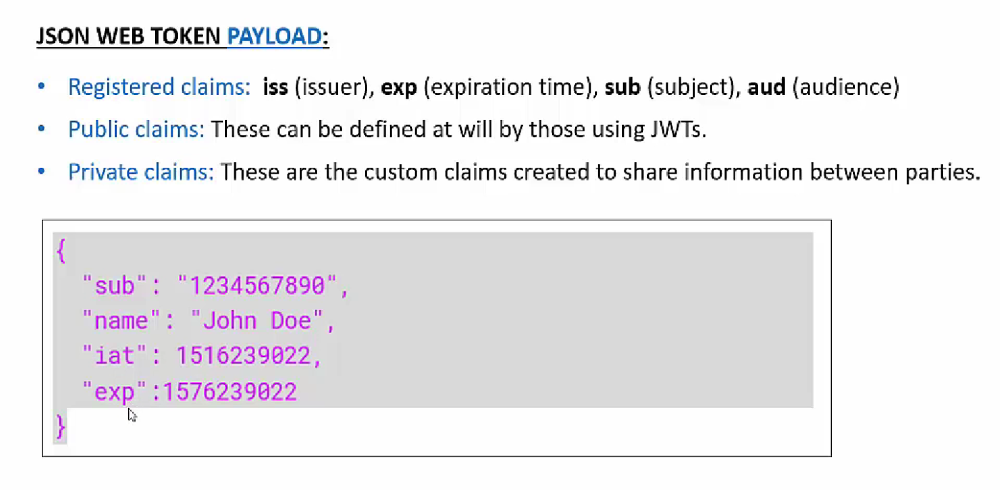 JSON WEB TOKEN PAYLOAD:
• Registered claims: iss (issuer), exp (expiration time), sub (subject), aud (audience)
• Public claims: These can be defined at will by those using JWTs.
• Private claims: These are the custom claims created to share information between parties.
{
"sub": "1234567890",
"name": "John Doe",
"iat": 1516239022,
"exp":1576239022
}